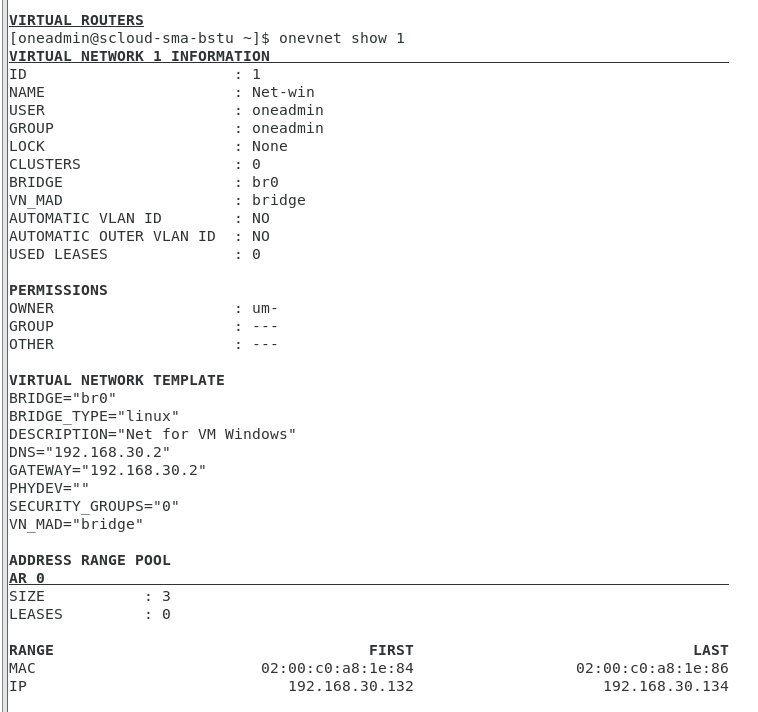 VIRTUAL ROUTERS
[oneadmin@scloud-sma-bstu ~]$ onevnet show 1
VIRTUAL NETWORK 1 INFORMATION
ID                       : 1
NAME                     : Net-win
USER                     : oneadmin
GROUP                    : oneadmin
LOCK                     : None
CLUSTERS                 : 0
BRIDGE                   : br0
VN_MAD                   : bridge
AUTOMATIC VLAN ID        : NO
AUTOMATIC OUTER VLAN ID  : NO
USED LEASES              : 0
PERMISSIONS
OWNER                    : um-
GROUP                    : ---
OTHER                    : ---
VIRTUAL NETWORK TEMPLATE
BRIDGE="br0"
BRIDGE_TYPE="linux"
DESCRIPTION="Net for VM Windows"
DNS="192.168.30.2"
GATEWAY="192.168.30.2"
PHYDEV=""
SECURITY_GROUPS="0"
VN_MAD="bridge"
ADDRESS RANGE POOL
AR 0
SIZE           : 3
LEASES         : 0
RANGE                                   FIRST                               LAST
MAC                         02:00:c0:a8:1e:84                  02:00:c0:a8:1e:86
IP                             192.168.30.132                     192.168.30.134